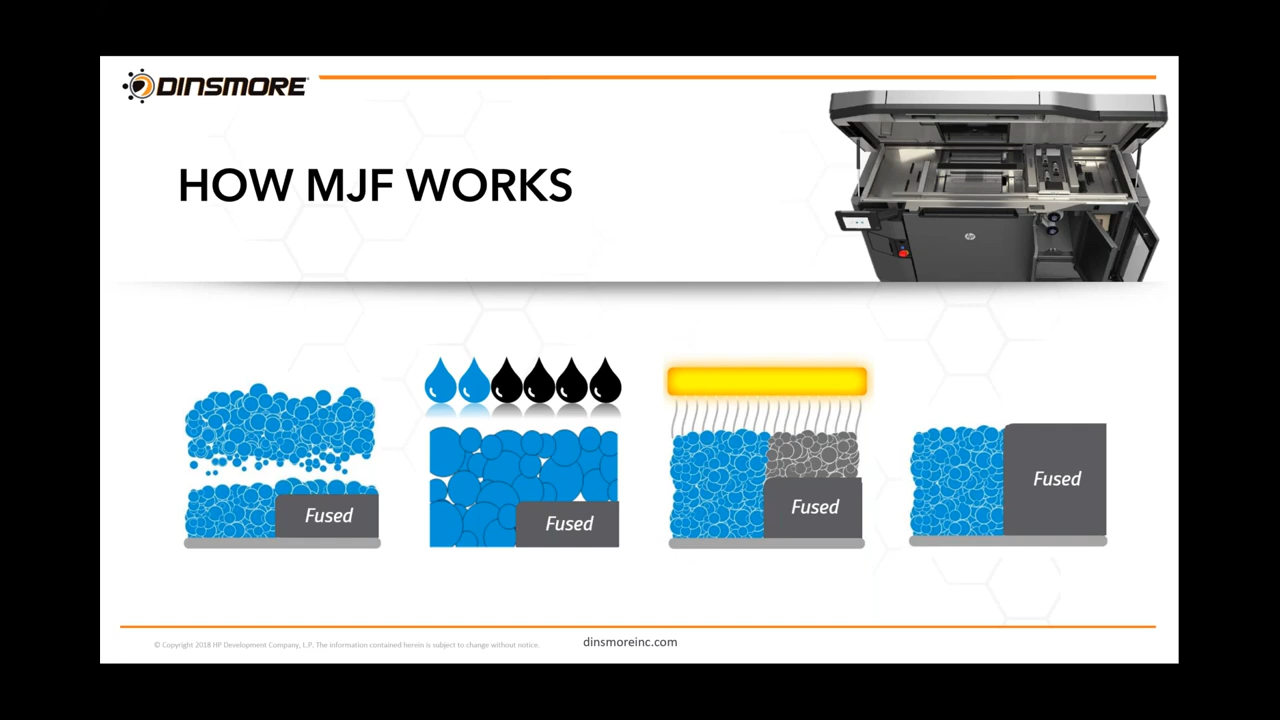 DINSMORE
HOW MJF WORKS
hp
Fused
Fused
Fused
Fused
© Copyright 2018 HP Development Company, L.P. The information contained herein is subject to change without notice.
dinsmoreinc.com